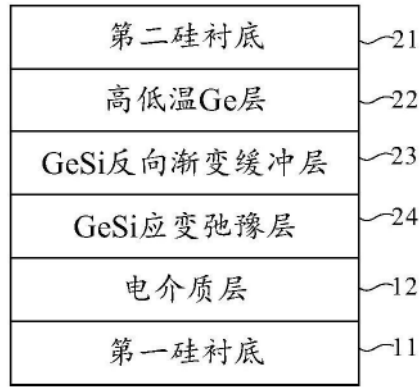 第二硅衬底 21
高低温Ge层 22
GeSi反向渐变缓冲层 23
GeSi应变弛豫层 24
电介质层 12
第一硅衬底 11